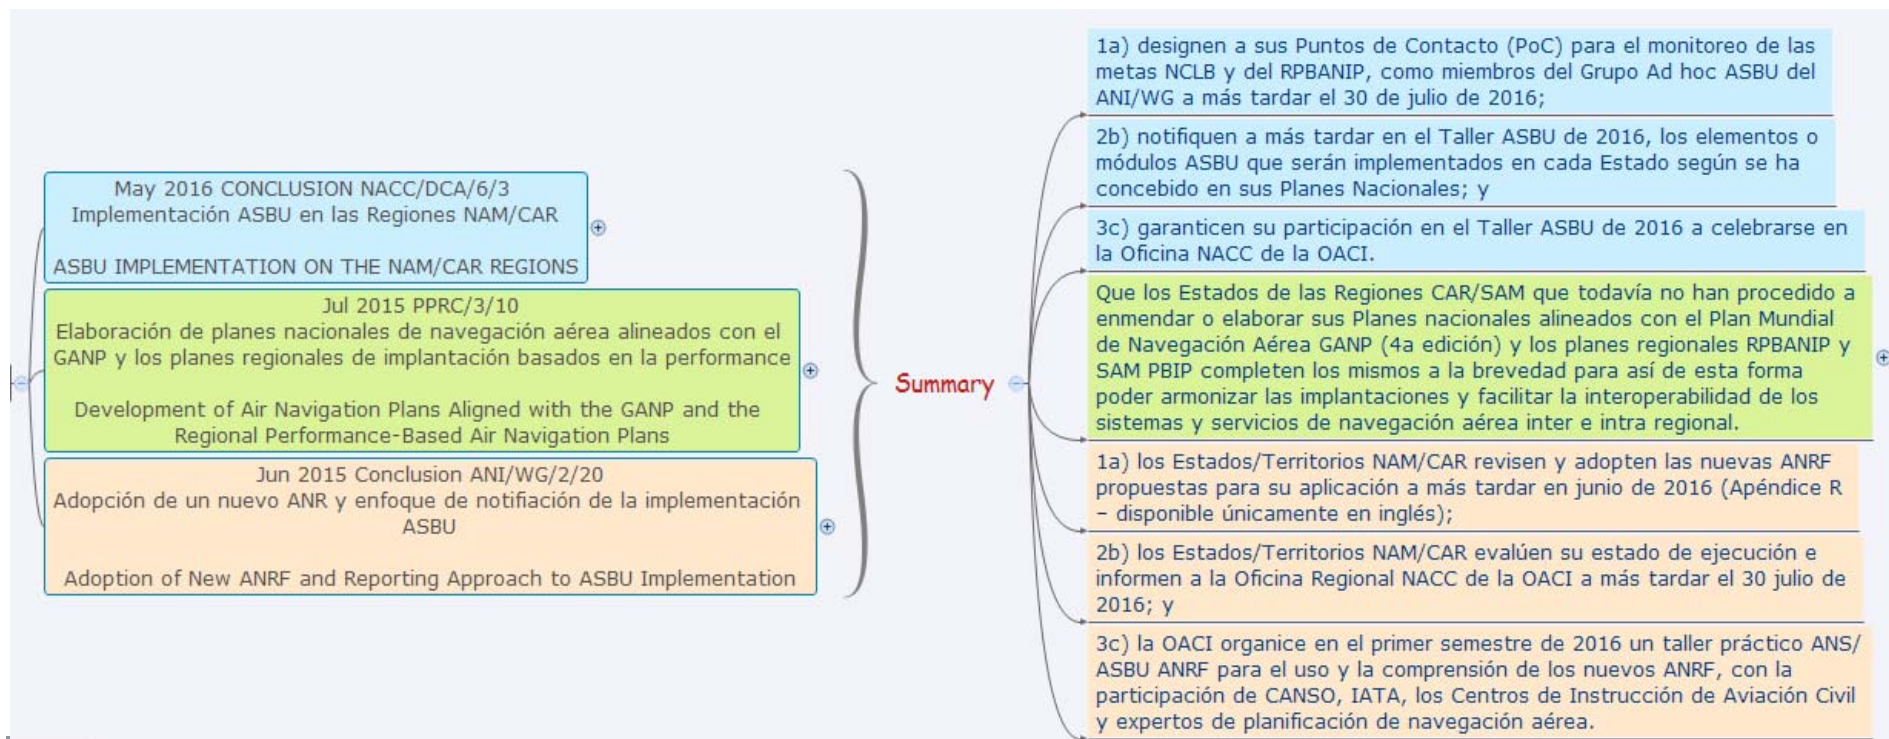 May 2016 CONCLUSION NACC/DCA/6/3
Implementación ASBU en las Regiones NAM/CAR
ASBU IMPLEMENTATION ON THE NAM/CAR REGIONS
Jul 2015 PPRC/3/10
Elaboración de planes nacionales de navegación aérea alineados con el
GANP y los planes regionales de implantación basados en la performance
Development of Air Navigation Plans Aligned with the GANP and the
Regional Performance-Based Air Navigation Plans
Jun 2015 Conclusion ANI/WG/2/20
Adopción de un nuevo ANR y enfoque de notifiación de la implementación
ASBU
Adoption of New ANRF and Reporting Approach to ASBU Implementation
Summary
1a) designen a sus Puntos de Contacto (PoC) para el monitoreo de las
metas NCLB y del RPBANIP, como miembros del Grupo Ad hoc ASBU del
ANI/WG a más tardar el 30 de julio de 2016;
2b) notifiquen a más tardar en el Taller ASBU de 2016, los elementos o
módulos ASBU que serán implementados en cada Estado según se ha
concebido en sus Planes Nacionales; y
3c) garanticen su participación en el Taller ASBU de 2016 a celebrarse en
la Oficina NACC de la OACI.
Que los Estados de las Regiones CAR/SAM que todavía no han procedido a
enmendar o elaborar sus Planes nacionales alineados con el Plan Mundial
de Navegación Aérea GANP (4a edición) y los planes regionales RPBANIP y
SAM PBIP completen los mismos a la brevedad para así de esta forma
poder armonizar las implantaciones y facilitar la interoperabilidad de los
sistemas y servicios de navegación aérea inter e intra regional.
1a) los Estados/Territorios NAM/CAR revisen y adopten las nuevas ANRF
propuestas para su aplicación a más tardar en junio de 2016 (Apéndice R
– disponible únicamente en inglés);
2b) los Estados/Territorios NAM/CAR evalúen su estado de ejecución e
informen a la Oficina Regional NACC de la OACI a más tardar el 30 julio de
2016; y
3c) la OACI organice en el primer semestre de 2016 un taller práctico ANS/
ASBU ANRF para el uso y la comprensión de los nuevos ANRF, con la
participación de CANSO, IATA, los Centros de Instrucción de Aviación Civil
y expertos de planificación de navegación aérea.